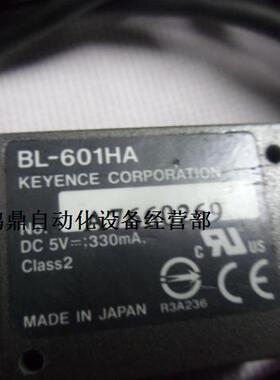 BL-601HA
KEYENCE CORPORATION
鼎自动化设备经营部
DC 5V⎓:330mA
Class2
c UL US
CE
MADE IN JAPAN R3A236